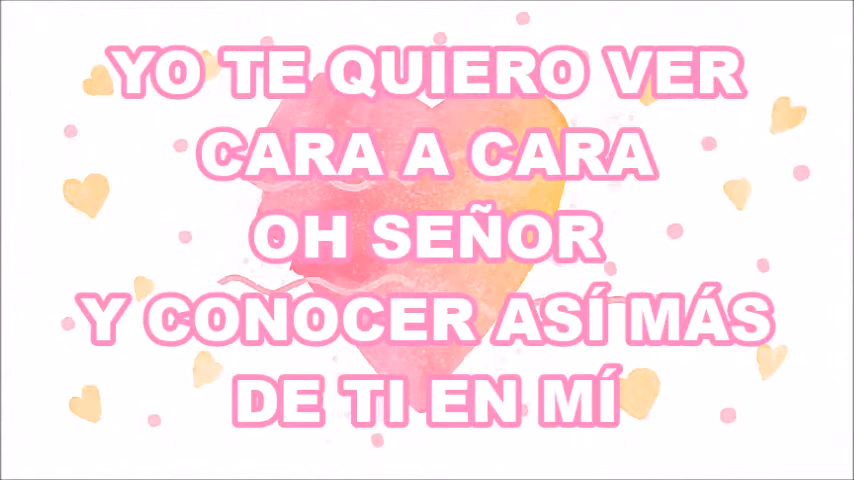 YO TE QUIERO VER
CARA A CARA
OH SEÑOR
Y CONOCER ASÍ MÁS
DE TI EN MÍ